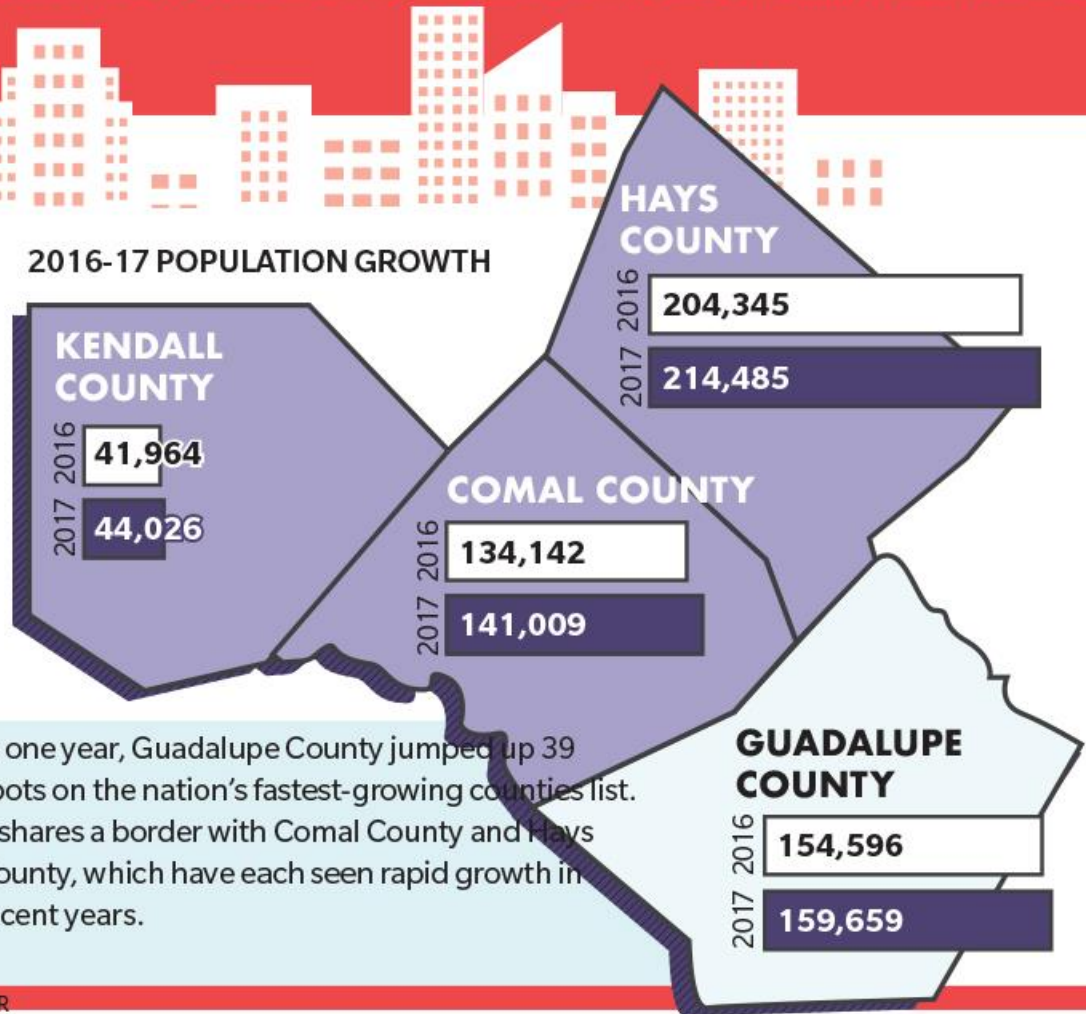 2016-17 POPULATION GROWTH
KENDALL
COUNTY
2016
41,964
2017
44,026
HAYS
COUNTY
2016
204,345
2017
214,485
COMAL COUNTY
2016
134,142
2017
141,009
GUADALUPE
COUNTY
2016
154,596
2017
159,659
one year, Guadalupe County jumped up 39
pots on the nation's fastest-growing counties list.
shares a border with Comal County and Hays
ounty, which have each seen rapid growth in
cent years.
R